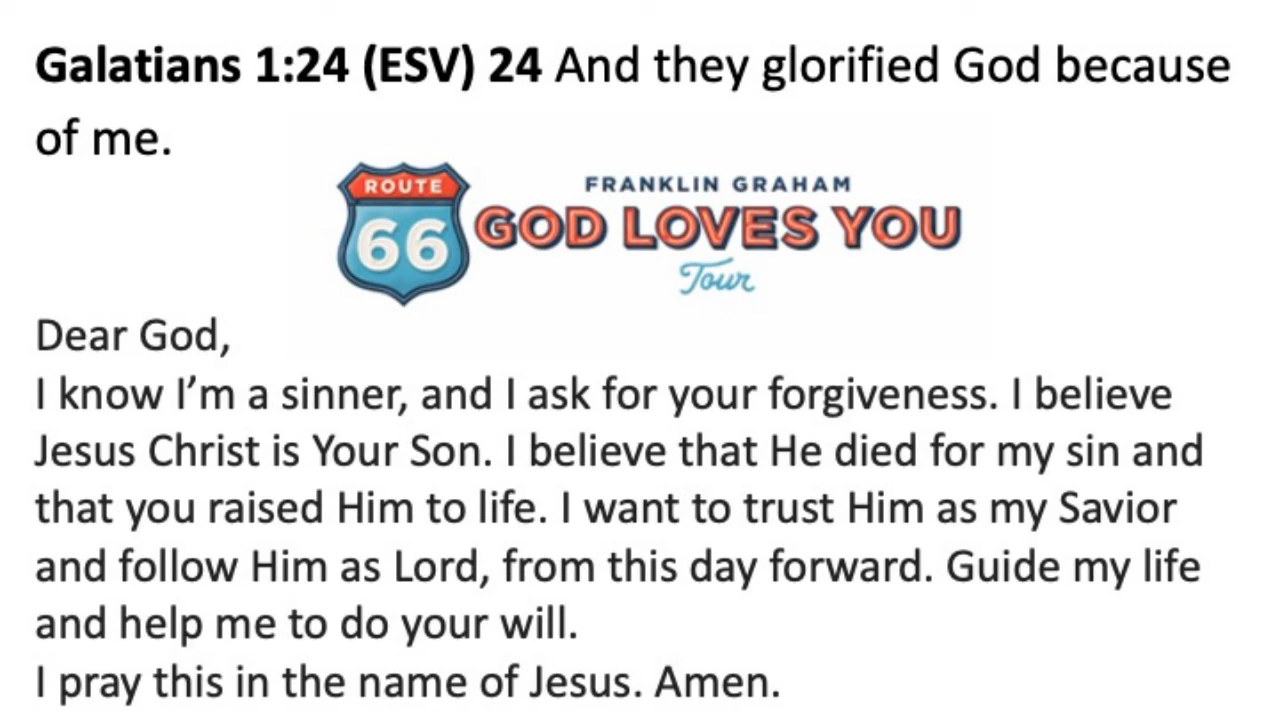 Galatians 1:24 (ESV) 24 And they glorified God because
of me.
ROUTE
66
FRANKLIN GRAHAM
GOD LOVES YOU
Tour
Dear God,
I know I’m a sinner, and I ask for your forgiveness. I believe
Jesus Christ is Your Son. I believe that He died for my sin and
that you raised Him to life. I want to trust Him as my Savior
and follow Him as Lord, from this day forward. Guide my life
and help me to do your will.
I pray this in the name of Jesus. Amen.